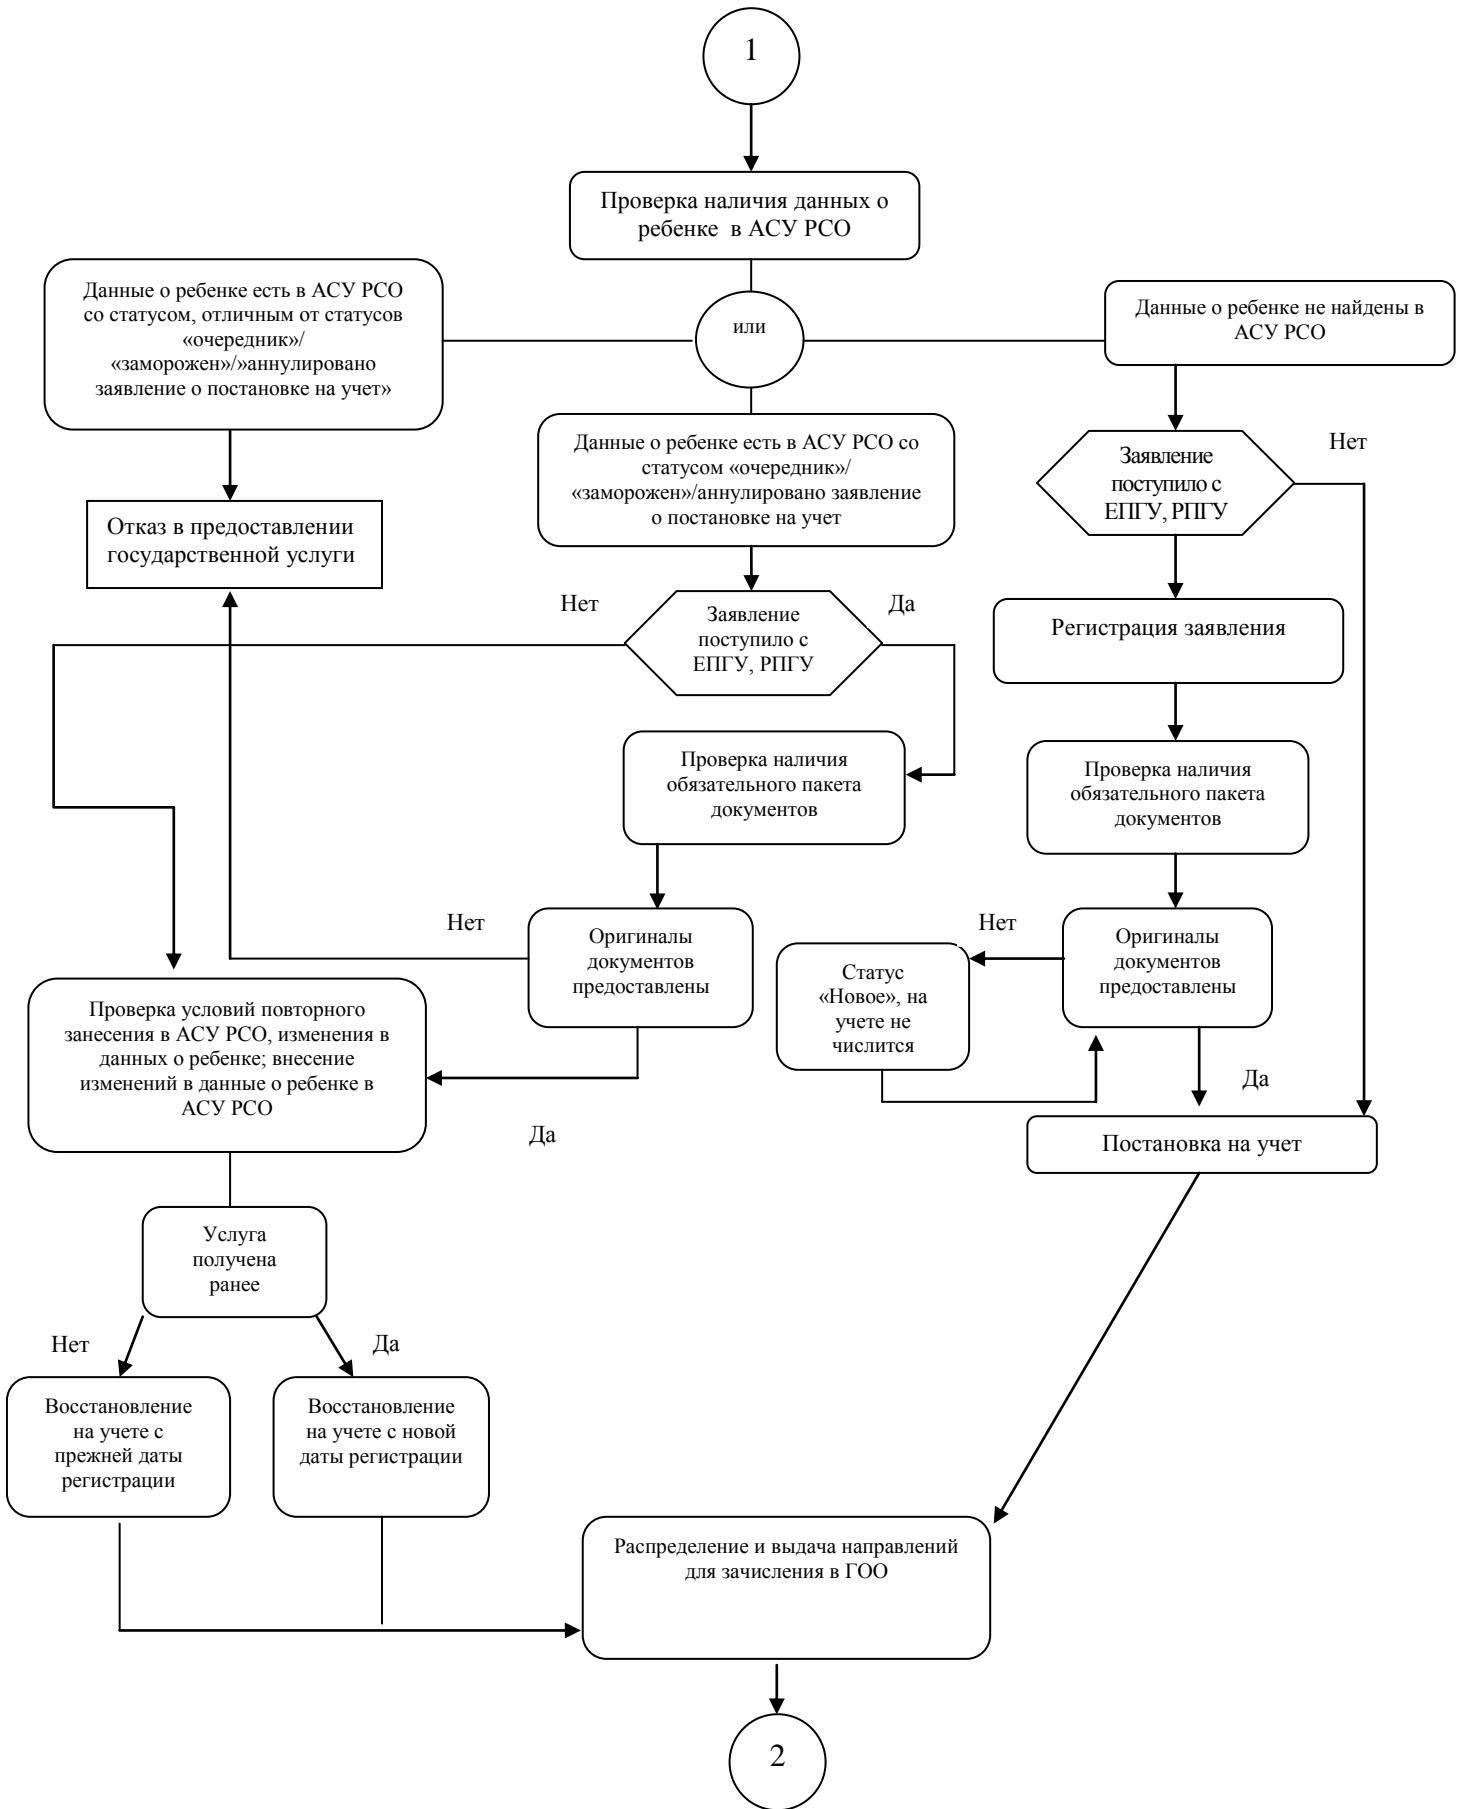 1
Проверка наличия данных о
ребенке в АСУ РСО
Данные о ребенке есть в АСУ РСО
со статусом, отличным от статусов
«очередник»/
«заморожен»/»аннулировано
заявление о постановке на учет»
или
Данные о ребенке не найдены в
АСУ РСО
Данные о ребенке есть в АСУ РСО со
статусом «очередник»/
«заморожен»/аннулировано заявление
о постановке на учет
Заявление
поступило с
ЕПГУ, РПГУ
Нет
Отказ в предоставлении
государственной услуги
Нет
Заявление
поступило с
ЕПГУ, РПГУ
Да
Регистрация заявления
Проверка наличия
обязательного пакета
документов
Проверка наличия
обязательного пакета
документов
Нет
Оригиналы
документов
предоставлены
Нет
Статус
«Новое», на
учете не
числится
Оригиналы
документов
предоставлены
Проверка условий повторного
занесения в АСУ РСО, изменения в
данных о ребенке; внесение
изменений в данные о ребенке в
АСУ РСО
Да
Да
Постановка на учет
Услуга
получена
ранее
Нет
Да
Восстановление
на учете с
прежней даты
регистрации
Восстановление
на учете с новой
даты регистрации
Распределение и выдача направлений
для зачисления в ГОО
2